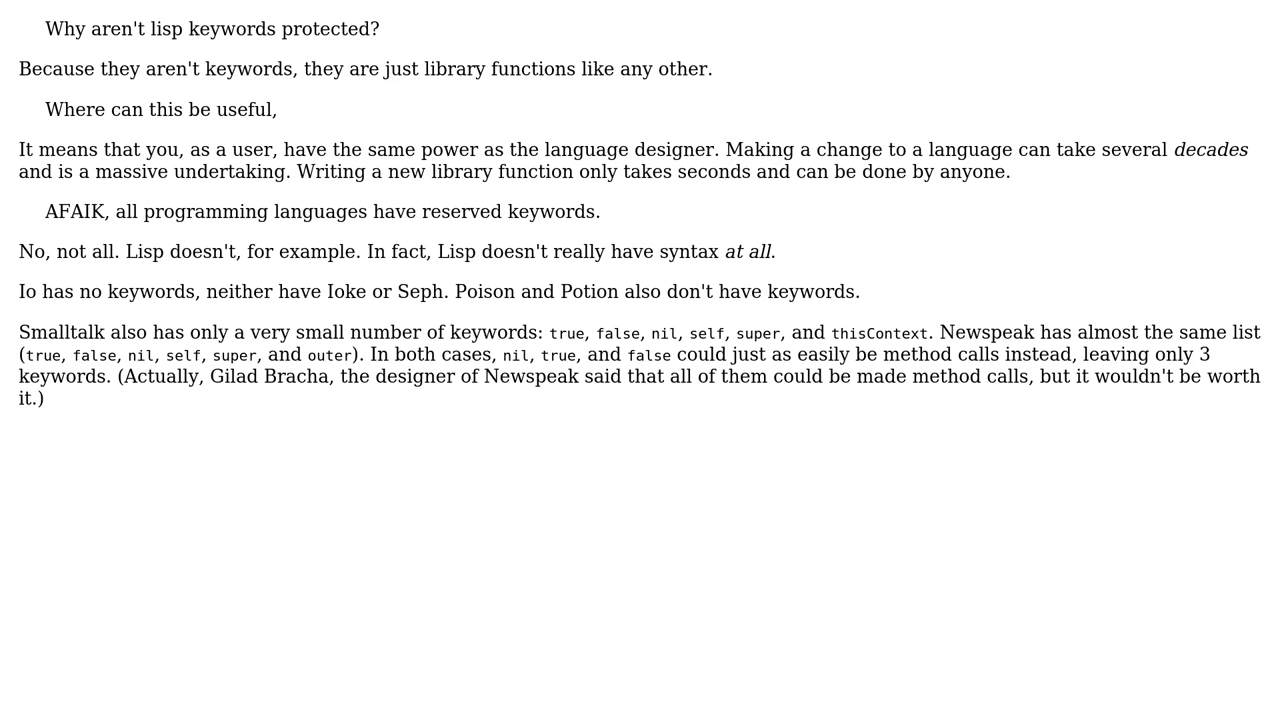 Why aren't lisp keywords protected?
Because they aren't keywords, they are just library functions like any other.
Where can this be useful,
It means that you, as a user, have the same power as the language designer. Making a change to a language can take several decades
and is a massive undertaking. Writing a new library function only takes seconds and can be done by anyone.
AFAIK, all programming languages have reserved keywords.
No, not all. Lisp doesn't, for example. In fact, Lisp doesn't really have syntax at all.
Io has no keywords, neither have Ioke or Seph. Poison and Potion also don't have keywords.
Smalltalk also has only a very small number of keywords: true, false, nil, self, super, and thisContext. Newspeak has almost the same list
(true, false, nil, self, super, and outer). In both cases, nil, true, and false could just as easily be method calls instead, leaving only 3
keywords. (Actually, Gilad Bracha, the designer of Newspeak said that all of them could be made method calls, but it wouldn't be worth
it.)